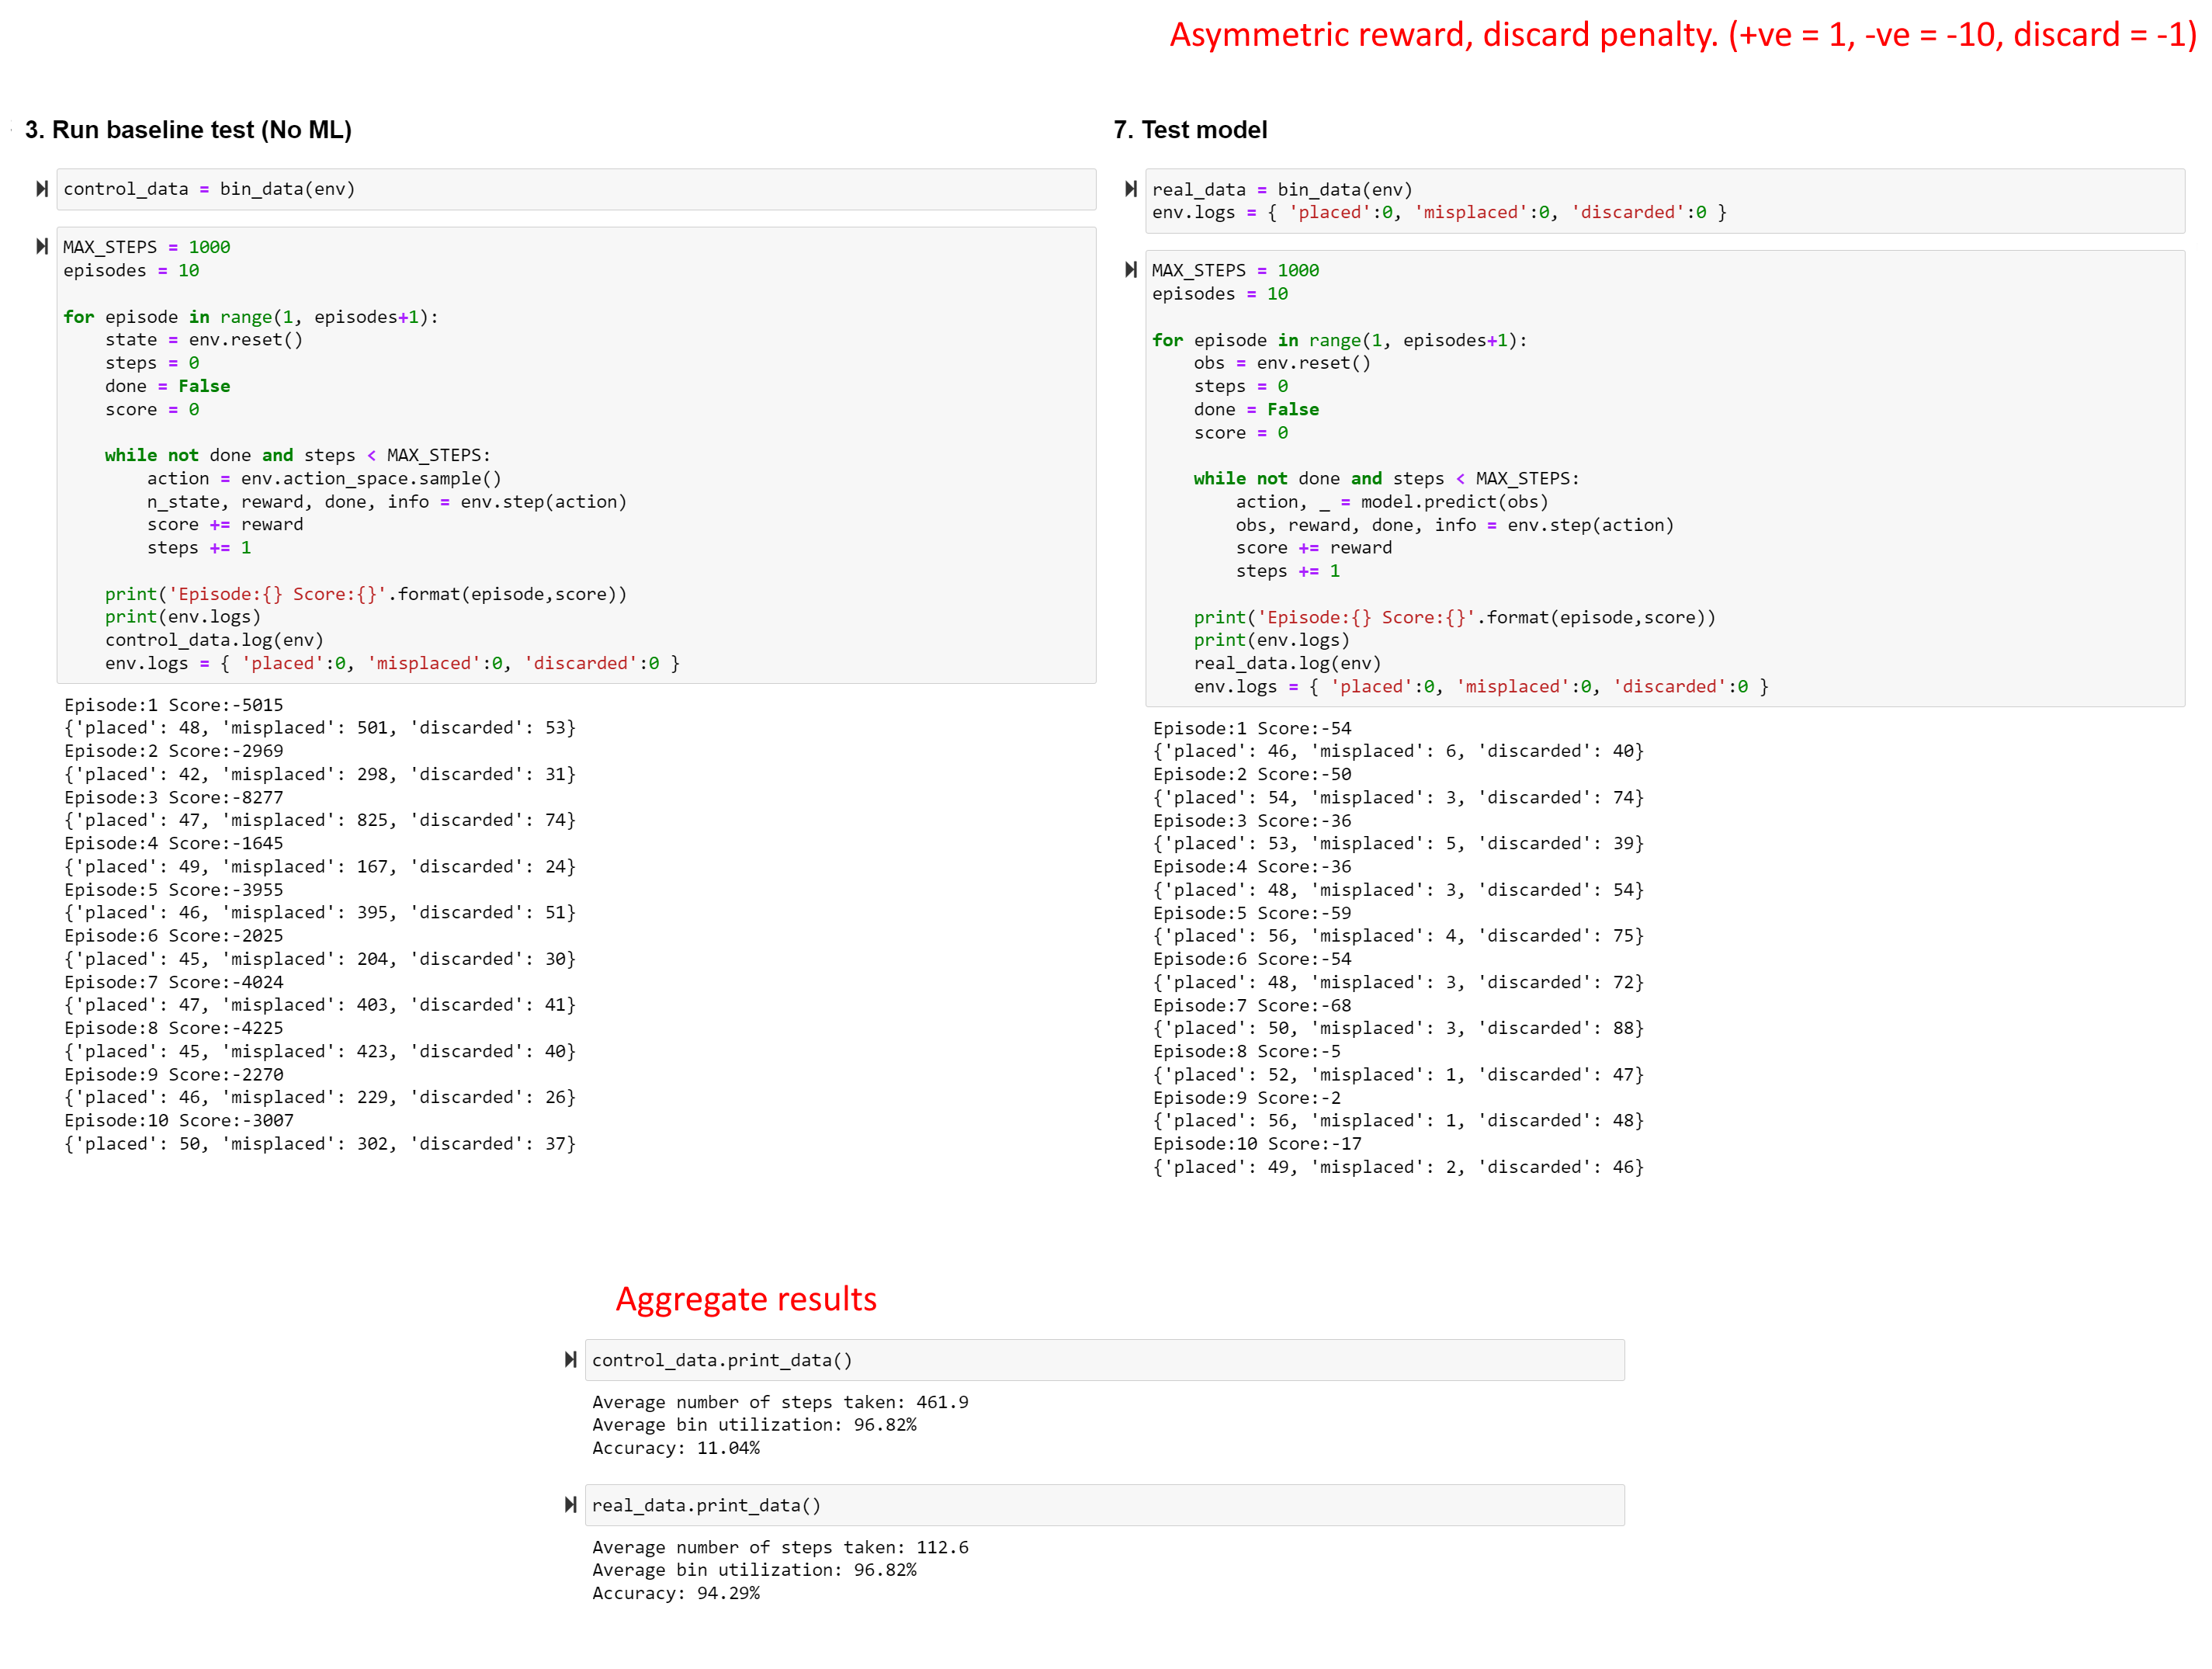 Asymmetric reward, discard penalty. (+ve = 1, -ve = -10, discard = -1)
3. Run baseline test (No ML)
control_data = bin_data(env)
MAX_STEPS = 1000
episodes = 10
for episode in range(1, episodes+1):
    state = env.reset()
    steps = 0
    done = False
    score = 0
    while not done and steps < MAX_STEPS:
        action = env.action_space.sample()
        n_state, reward, done, info = env.step(action)
        score += reward
        steps += 1
    print('Episode:{} Score:{}'.format(episode,score))
    print(env.logs)
    control_data.log(env)
    env.logs = { 'placed':0, 'misplaced':0, 'discarded':0 }
Episode:1 Score:-5015
{'placed': 48, 'misplaced': 501, 'discarded': 53}
Episode:2 Score:-2969
{'placed': 42, 'misplaced': 298, 'discarded': 31}
Episode:3 Score:-8277
{'placed': 47, 'misplaced': 825, 'discarded': 74}
Episode:4 Score:-1645
{'placed': 49, 'misplaced': 167, 'discarded': 24}
Episode:5 Score:-3955
{'placed': 46, 'misplaced': 395, 'discarded': 51}
Episode:6 Score:-2025
{'placed': 45, 'misplaced': 204, 'discarded': 30}
Episode:7 Score:-4024
{'placed': 47, 'misplaced': 403, 'discarded': 41}
Episode:8 Score:-4225
{'placed': 45, 'misplaced': 423, 'discarded': 40}
Episode:9 Score:-2270
{'placed': 46, 'misplaced': 229, 'discarded': 26}
Episode:10 Score:-3007
{'placed': 50, 'misplaced': 302, 'discarded': 37}
7. Test model
real_data = bin_data(env)
env.logs = { 'placed':0, 'misplaced':0, 'discarded':0 }
MAX_STEPS = 1000
episodes = 10
for episode in range(1, episodes+1):
    obs = env.reset()
    steps = 0
    done = False
    score = 0
    while not done and steps < MAX_STEPS:
        action, _ = model.predict(obs)
        obs, reward, done, info = env.step(action)
        score += reward
        steps += 1
    print('Episode:{} Score:{}'.format(episode,score))
    print(env.logs)
    real_data.log(env)
    env.logs = { 'placed':0, 'misplaced':0, 'discarded':0 }
Episode:1 Score:-54
{'placed': 46, 'misplaced': 6, 'discarded': 40}
Episode:2 Score:-50
{'placed': 54, 'misplaced': 3, 'discarded': 74}
Episode:3 Score:-36
{'placed': 53, 'misplaced': 5, 'discarded': 39}
Episode:4 Score:-36
{'placed': 48, 'misplaced': 3, 'discarded': 54}
Episode:5 Score:-59
{'placed': 56, 'misplaced': 4, 'discarded': 75}
Episode:6 Score:-54
{'placed': 48, 'misplaced': 3, 'discarded': 72}
Episode:7 Score:-68
{'placed': 50, 'misplaced': 3, 'discarded': 88}
Episode:8 Score:-5
{'placed': 52, 'misplaced': 1, 'discarded': 47}
Episode:9 Score:-2
{'placed': 56, 'misplaced': 1, 'discarded': 48}
Episode:10 Score:-17
{'placed': 49, 'misplaced': 2, 'discarded': 46}
Aggregate results
control_data.print_data()
Average number of steps taken: 461.9
Average bin utilization: 96.82%
Accuracy: 11.04%
real_data.print_data()
Average number of steps taken: 112.6
Average bin utilization: 96.82%
Accuracy: 94.29%